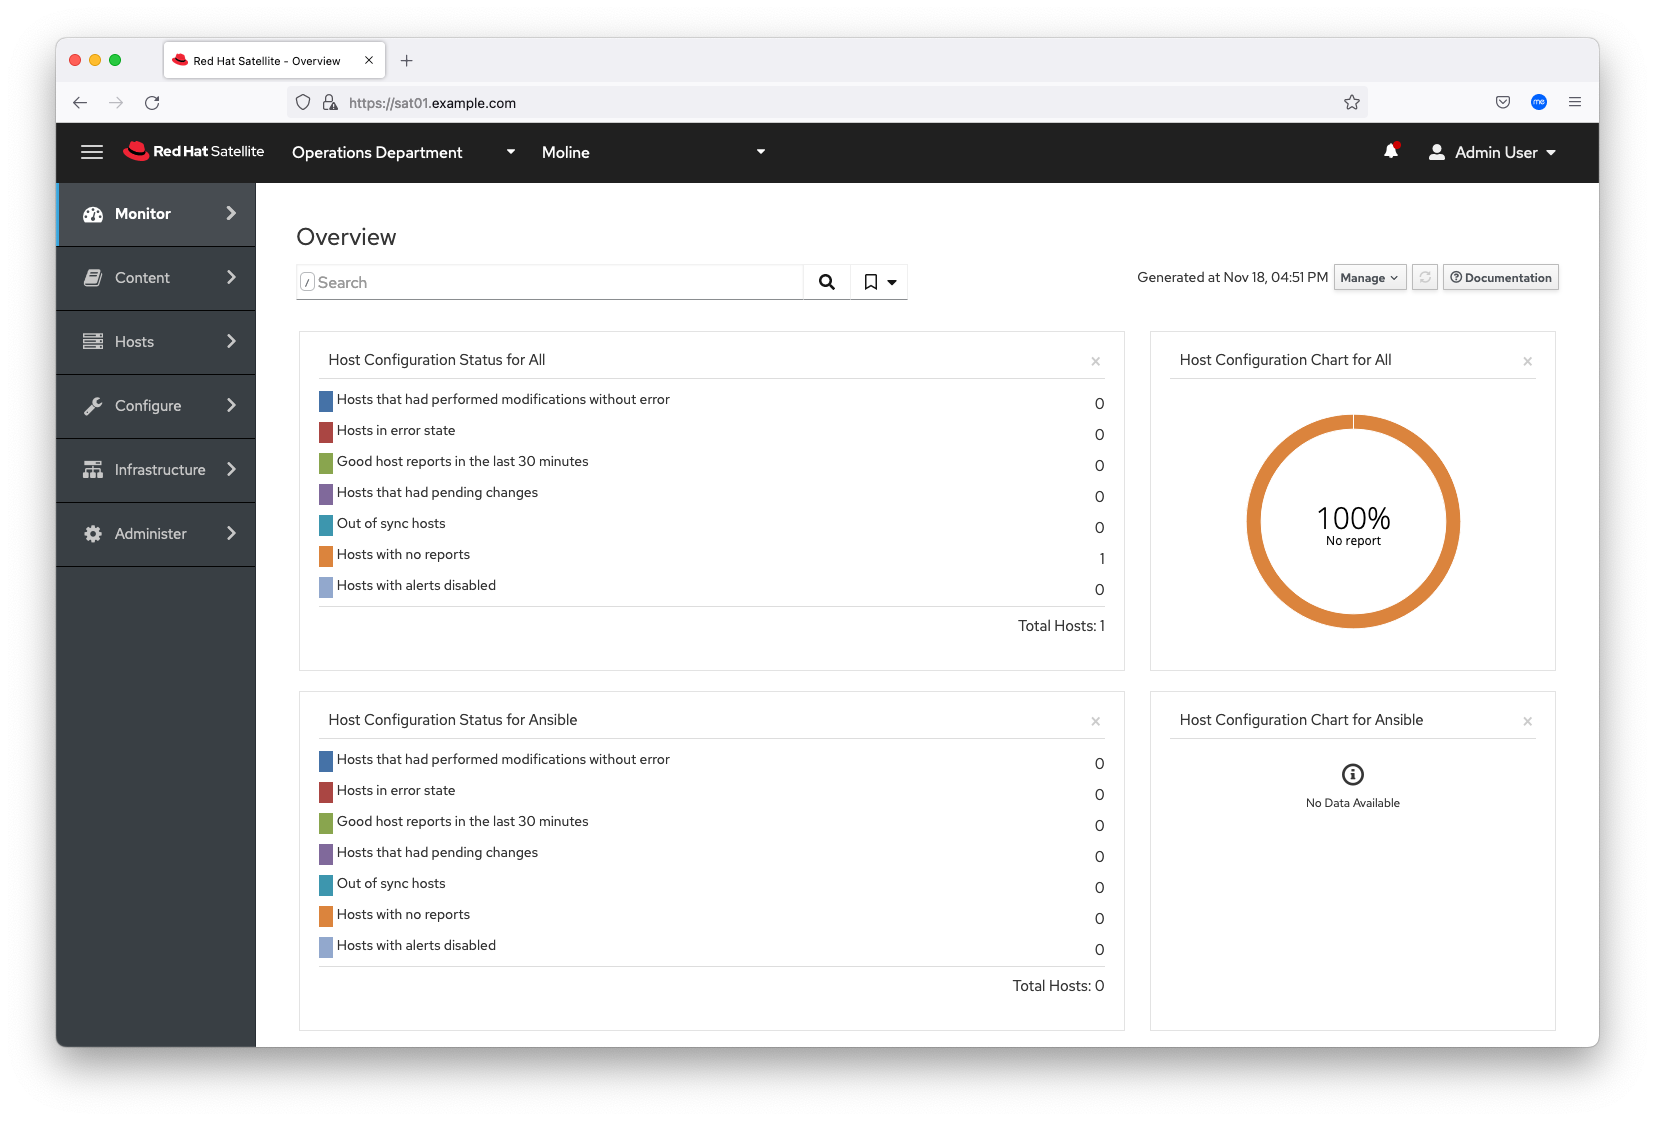 Red Hat Satellite - Overview
https://sat01.example.com
me
Red Hat Satellite
Operations Department
Moline
Admin User
Monitor
Content
Hosts
Configure
Infrastructure
Administer
Overview
/ Search
Generated at Nov 18, 04:51 PM
Manage
Documentation
Host Configuration Status for All
Hosts that had performed modifications without error 0
Hosts in error state 0
Good host reports in the last 30 minutes 0
Hosts that had pending changes 0
Out of sync hosts 0
Hosts with no reports 1
Hosts with alerts disabled 0
Total Hosts: 1
Host Configuration Chart for All
100%
No report
Host Configuration Status for Ansible
Hosts that had performed modifications without error 0
Hosts in error state 0
Good host reports in the last 30 minutes 0
Hosts that had pending changes 0
Out of sync hosts 0
Hosts with no reports 0
Hosts with alerts disabled 0
Total Hosts: 0
Host Configuration Chart for Ansible
No Data Available